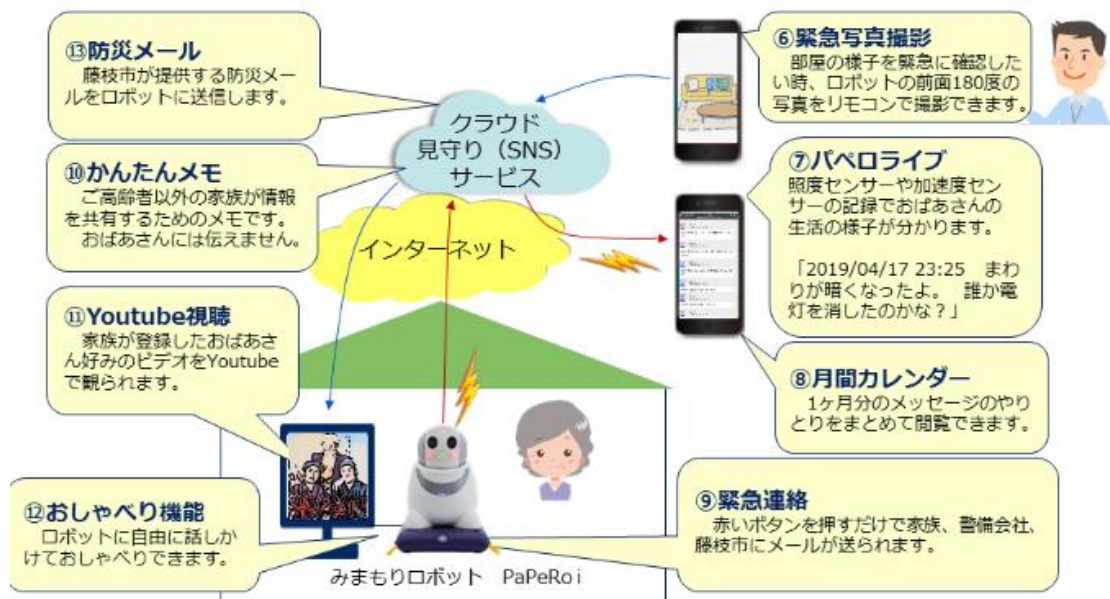 ⑬防災メール
藤枝市が提供する防災メー
ルをロボットに送信します。
⑩かんたんメモ
ご高齢者以外の家族が情報
を共有するためのメモです。
おばあさんには伝えません。
⑪Youtube視聴
家族が登録したおばあさ
ん好みのビデオをYoutube
で観られます。
⑫おしゃべり機能
ロボットに自由に話しか
けておしゃべりできます。
クラウド
見守り（SNS）
サービス
インターネット
みまもりロボット　PaPeRo i
⑥緊急写真撮影
部屋の様子を緊急に確認した
い時、ロボットの前面180度の
写真をリモコンで撮影できます。
⑦パペロライブ
照度センサーや加速度セン
サーの記録でおばあさんの
生活の様子が分かります。
「2019/04/17 23:25　まわ
りが暗くなったよ。　誰か電
灯を消したのかな？」
⑧月間カレンダー
1ヶ月分のメッセージのやり
とりをまとめて閲覧できます。
⑨緊急連絡
赤いボタンを押すだけで家族、警備会社、
藤枝市にメールが送られます。